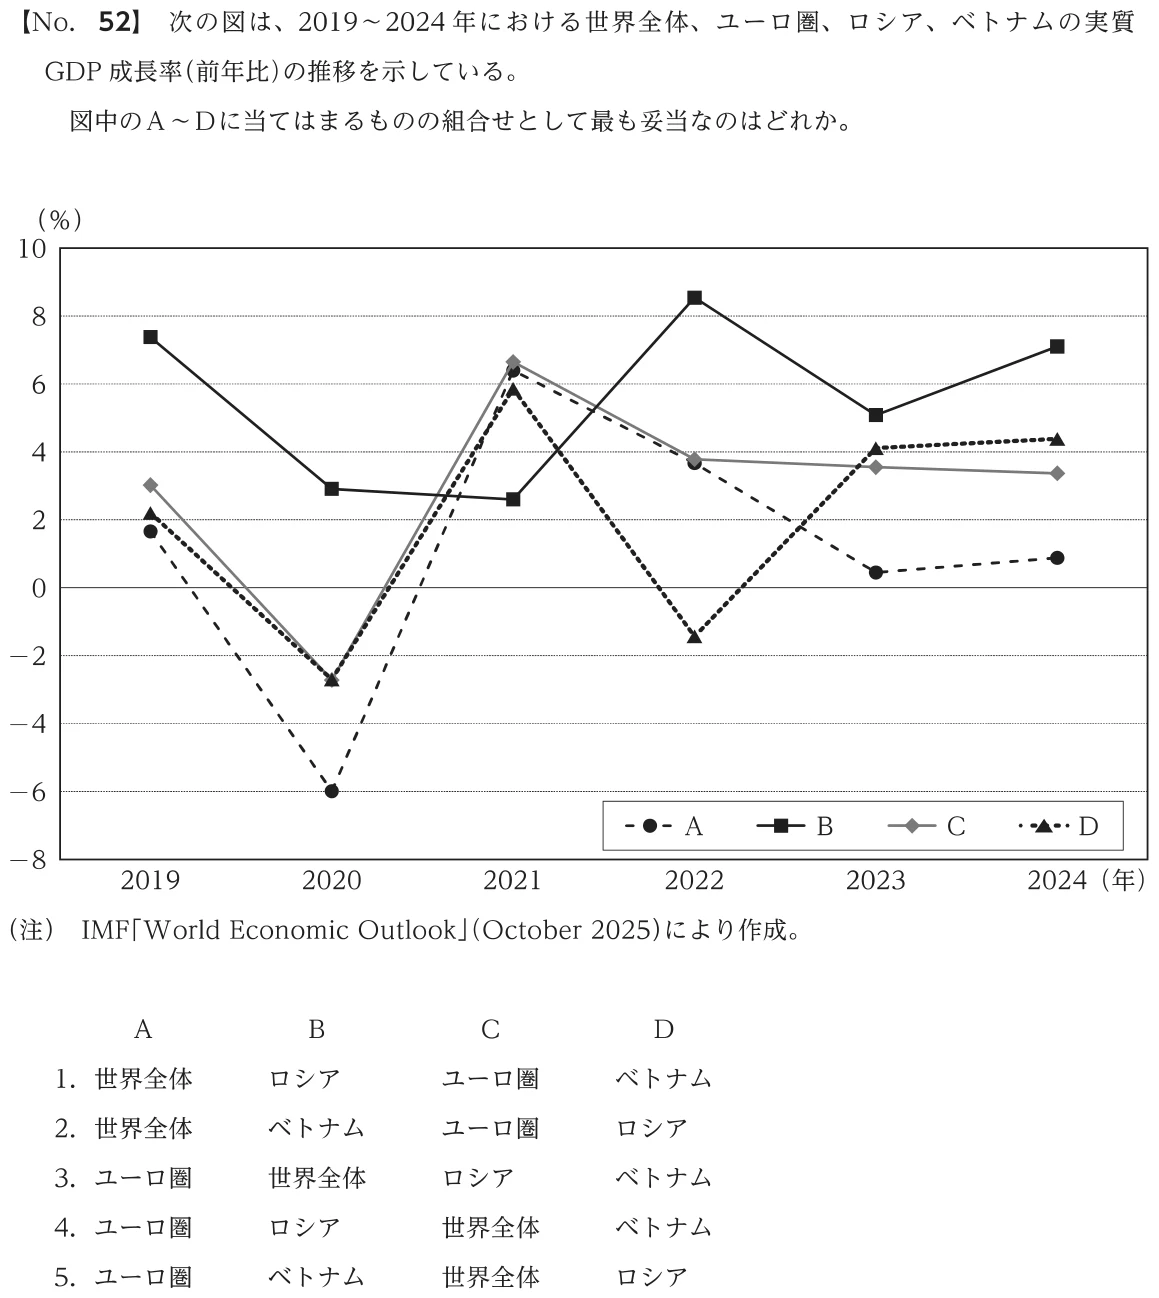 【No. 52】 次の図は、2019～2024年における世界全体、ユーロ圏、ロシア、ベトナムの実質
GDP成長率(前年比)の推移を示している。
図中のA～Dに当てはまるものの組合せとして最も妥当なのはどれか。
(％)
10
8
6
4
2
0
－2
－4
－6
－8
A B C D
2019 2020 2021 2022 2023 2024 (年)
(注) IMF「World Economic Outlook」(October 2025)により作成。
A B C D
1. 世界全体 ロシア ユーロ圏 ベトナム
2. 世界全体 ベトナム ユーロ圏 ロシア
3. ユーロ圏 世界全体 ロシア ベトナム
4. ユーロ圏 ロシア 世界全体 ベトナム
5. ユーロ圏 ベトナム 世界全体 ロシア